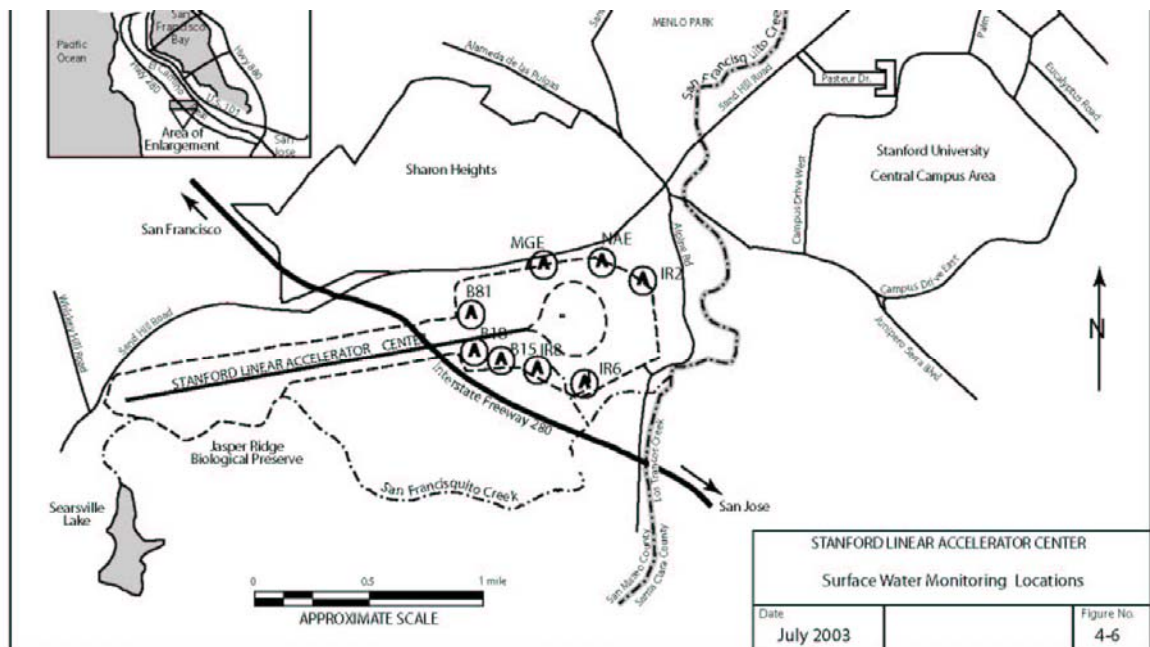 San
Francisco
Bay
Pacific
Ocean
Hwy 880
El Camino Real
Hwy 280
U.S. 101
Area of
Enlargement
San
Jose
Alameda de las Pulgas
MENLO PARK
San Francisquito Creek
Sand Hill Road
Pasteur Dr.
Palm
Eucalyptus Road
Sharon Heights
Stanford University
Central Campus Area
Campus Drive West
San Francisco
MGE
NAE
Alpine Rd
IR2
B81
Campus Drive East
N
Sand Hill Road
B18
B15
IR8
IR6
STANFORD LINEAR ACCELERATOR CENTER
Interstate Freeway 280
Junipero Serra Blvd
Jasper Ridge
Biological Preserve
San Francisquito Creek
Los Trancos Creek
Searsville
Lake
San Jose
San Mateo County
Santa Clara County
0 0.5 1 mile
APPROXIMATE SCALE
STANFORD LINEAR ACCELERATOR CENTER
Surface Water Monitoring Locations
Date
July 2003
Figure No.
4-6